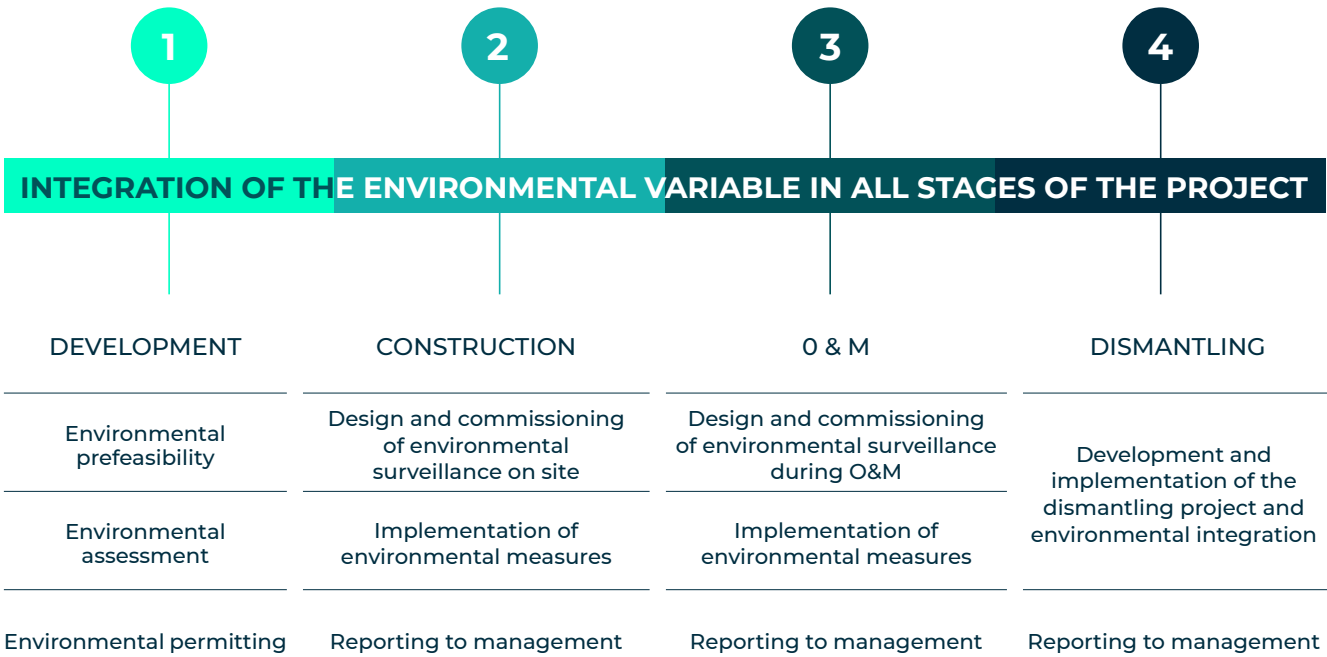 1
2
3
4
INTEGRATION OF THE ENVIRONMENTAL VARIABLE IN ALL STAGES OF THE PROJECT
DEVELOPMENT
Environmental
prefeasibility
Environmental
assessment
Environmental permitting
CONSTRUCTION
Design and commissioning
of environmental
surveillance on site
Implementation of
environmental measures
Reporting to management
0 & M
Design and commissioning
of environmental surveillance
during O&M
Implementation of
environmental measures
Reporting to management
DISMANTLING
Development and
implementation of the
dismantling project and
environmental integration
Reporting to management